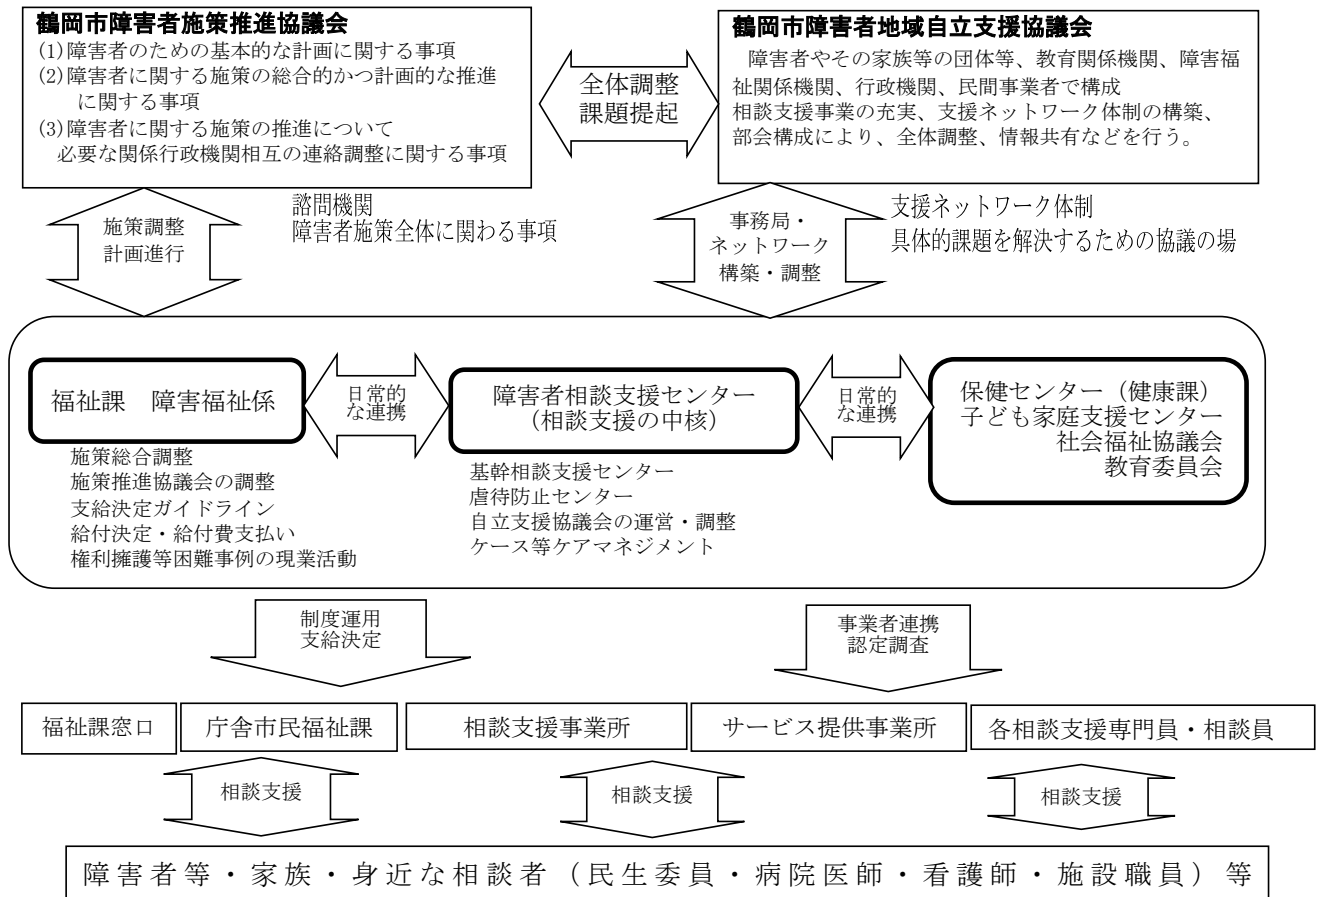 鶴岡市障害者施策推進協議会
(1)障害者のための基本的な計画に関する事項
(2)障害者に関する施策の総合的かつ計画的な推進
に関する事項
(3)障害者に関する施策の推進について
必要な関係行政機関相互の連絡調整に関する事項
全体調整
課題提起
鶴岡市障害者地域自立支援協議会
障害者やその家族等の団体等、教育関係機関、障害福
祉関係機関、行政機関、民間事業者で構成
相談支援事業の充実、支援ネットワーク体制の構築、
部会構成により、全体調整、情報共有などを行う。
施策調整
計画進行
諮問機関
障害者施策全体に関わる事項
事務局・
ネットワーク
構築・調整
支援ネットワーク体制
具体的課題を解決するための協議の場
福祉課　障害福祉係
日常的
な連携
障害者相談支援センター
(相談支援の中核)
日常的
な連携
保健センター（健康課）
子ども家庭支援センター
社会福祉協議会
教育委員会
施策総合調整
施策推進協議会の調整
支給決定ガイドライン
給付決定・給付費支払い
権利擁護等困難事例の現業活動
基幹相談支援センター
虐待防止センター
自立支援協議会の運営・調整
ケース等ケアマネジメント
制度運用
支給決定
事業者連携
認定調査
福祉課窓口
庁舎市民福祉課
相談支援事業所
サービス提供事業所
各相談支援専門員・相談員
相談支援
相談支援
相談支援
障害者等・家族・身近な相談者（民生委員・病院医師・看護師・施設職員）等